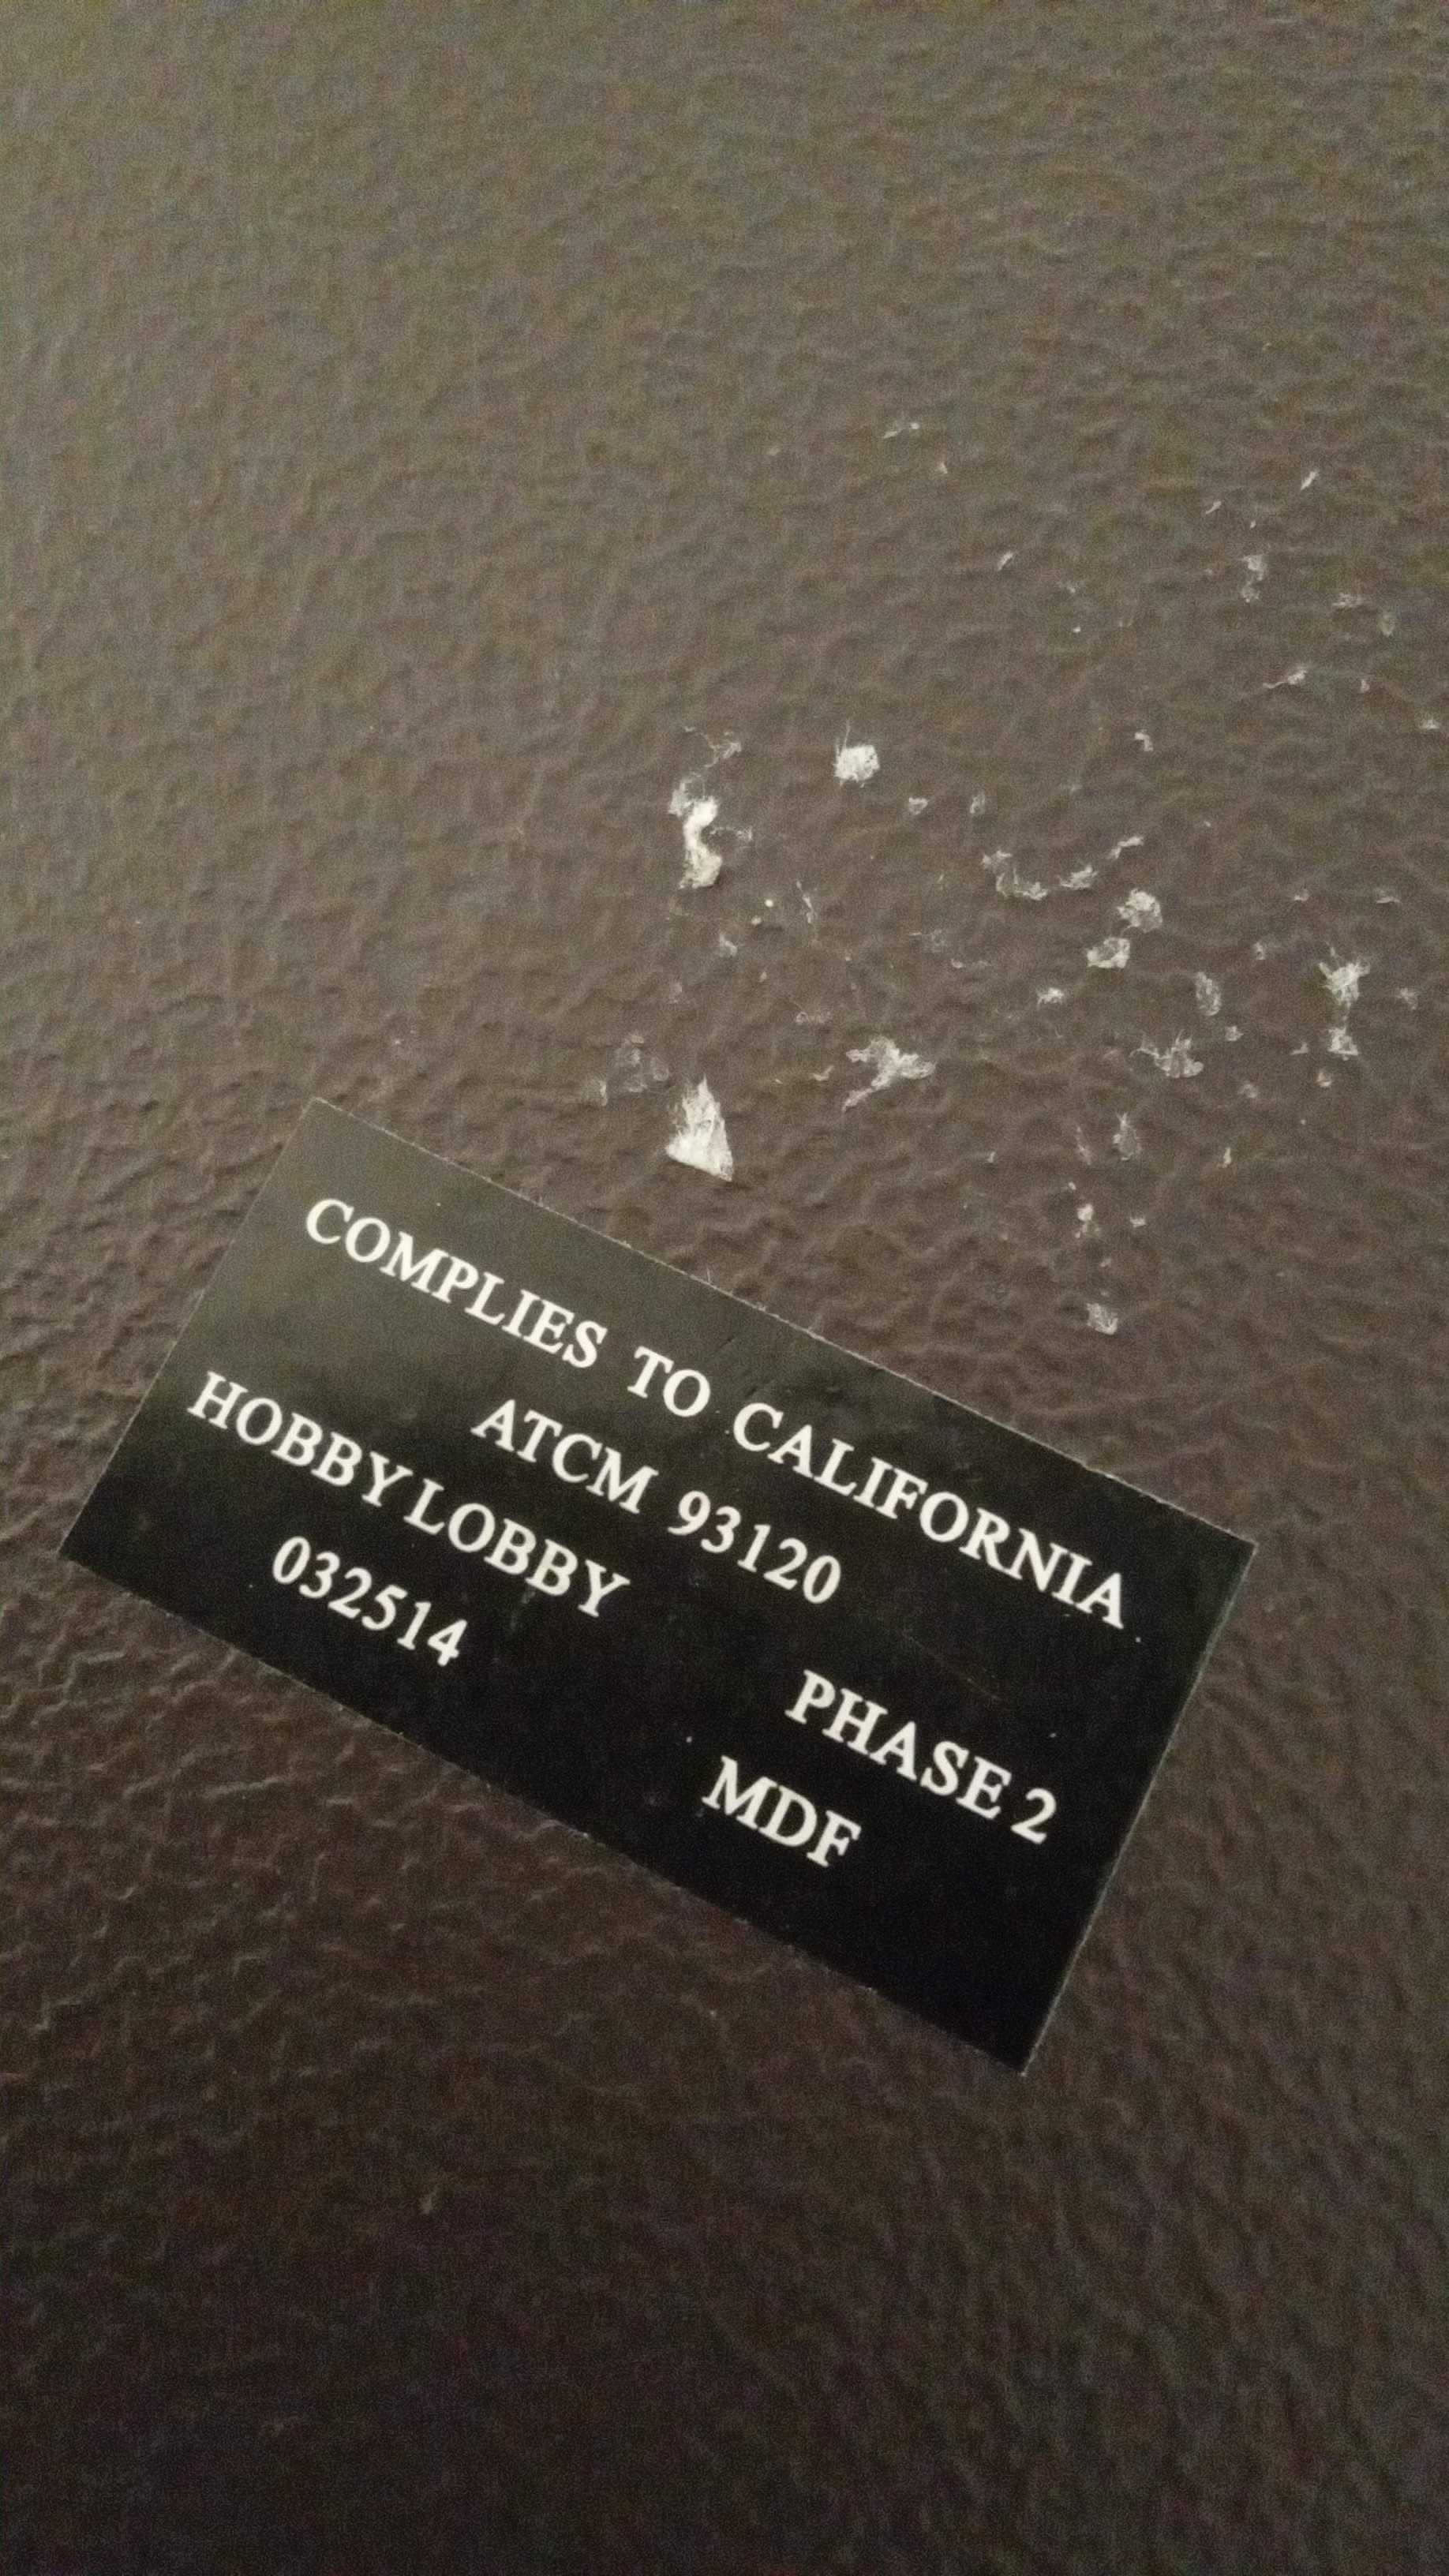 COMPLIES TO CALIFORNIA
ATCM 93120
HOBBY LOBBY PHASE 2
032514 MDF